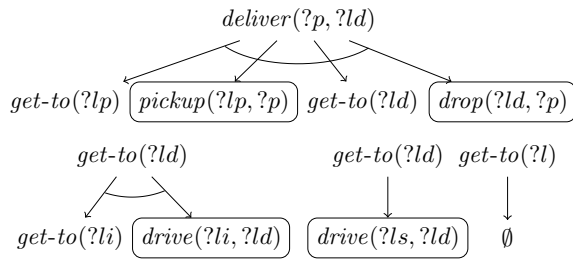 deliver(?p, ?ld)
get-to(?lp) pickup(?lp, ?p) get-to(?ld) drop(?ld, ?p)
get-to(?ld) get-to(?ld) get-to(?l)
get-to(?li) drive(?li, ?ld) drive(?ls, ?ld) ∅